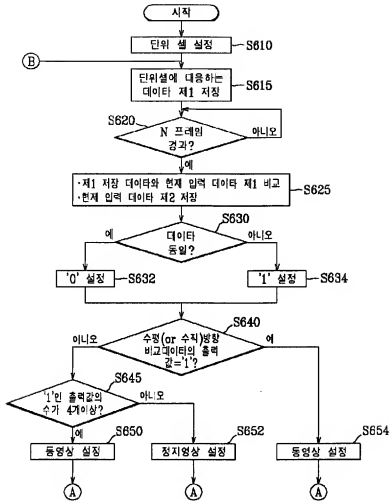 시작
단위 셀 설정
S610
B
단위셀에 대응하는
데이타 제1 저장
S615
S620
N 프레임
경과?
아니오
예
·제1 저장 데이타와 현제 입력 데이타 제1 비교
·현제 입력 데이타 제2 저장
S625
S630
예
데이타
동일?
아니오
'0' 설정
S632
'1' 설정
S634
S640
수평(or 수직)방향
비교데이타의 출력
값='1'?
아니오
예
S645
'1'인 출력값의
수가 4개이상?
아니오
예
S650
동영상 설정
S652
정지영상 설정
S654
동영상 설정
A
A
A